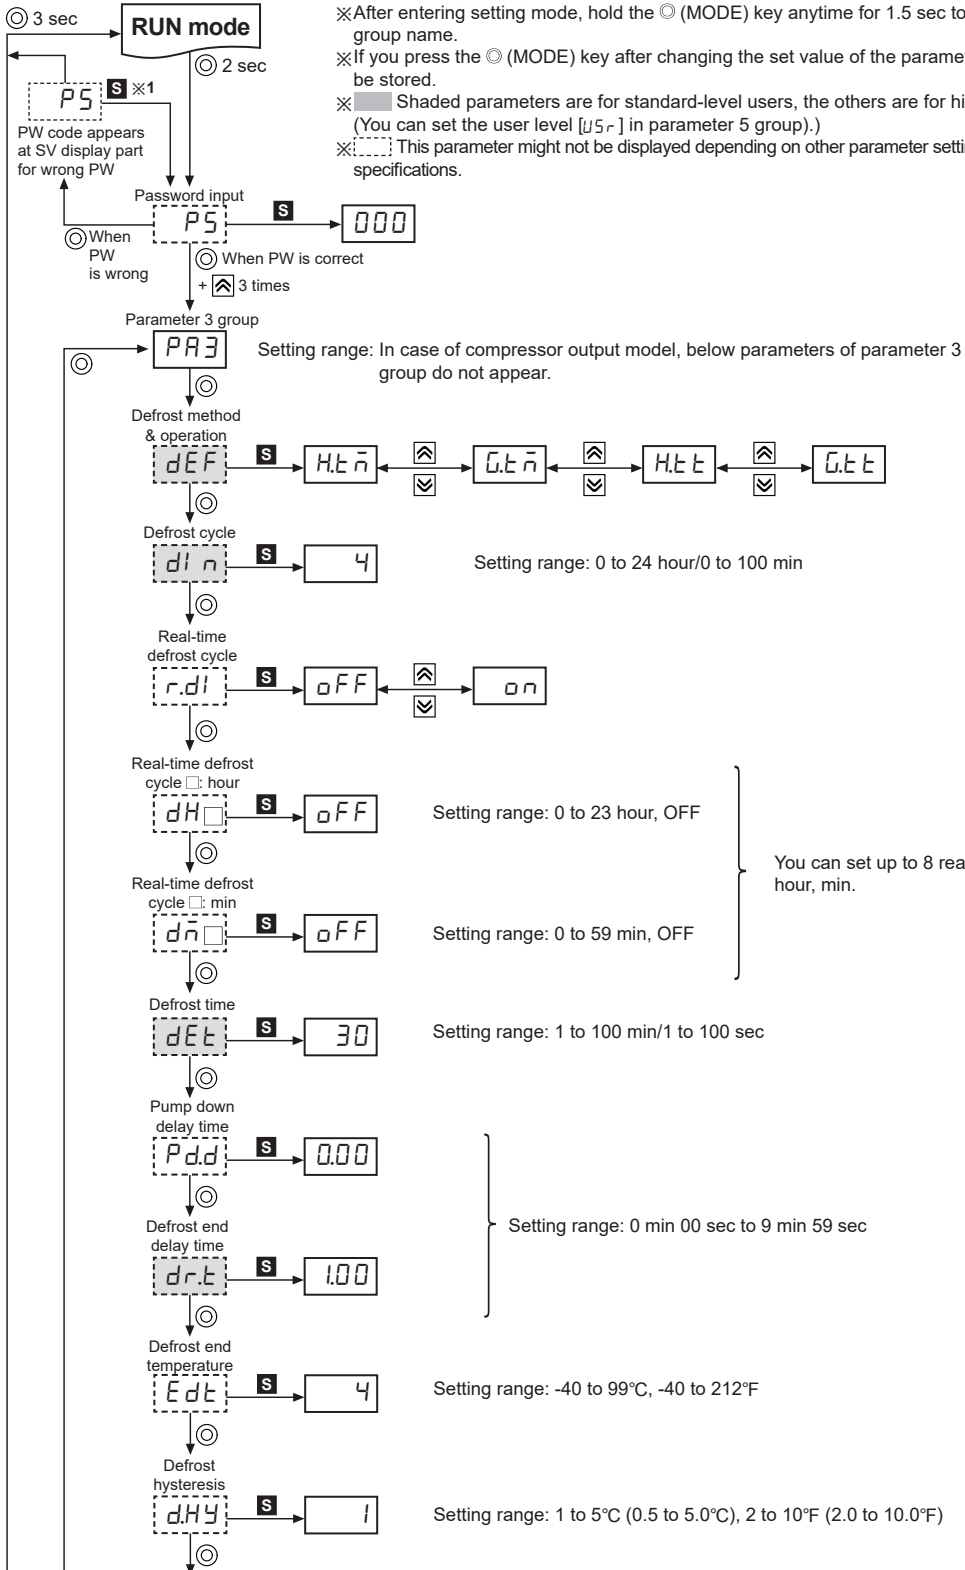 3 sec
RUN mode
2 sec
※After entering setting mode, hold the ◎ (MODE) key anytime for 1.5 sec to
group name.
※If you press the ◎ (MODE) key after changing the set value of the parame
be stored.
※ Shaded parameters are for standard-level users, the others are for hi
(You can set the user level [USr] in parameter 5 group).)
※ This parameter might not be displayed depending on other parameter setti
specifications.
PS S ※1
PW code appears
at SV display part
for wrong PW
Password input
PS S 000
When
PW
is wrong
When PW is correct
+ 3 times
Parameter 3 group
PA3
Setting range: In case of compressor output model, below parameters of parameter 3
group do not appear.
Defrost method
& operation
dEF S H.tm G.tm H.tt G.tt
Defrost cycle
dIn S 4 Setting range: 0 to 24 hour/0 to 100 min
Real-time
defrost cycle
r.dI S oFF on
Real-time defrost
cycle □: hour
dH□ S oFF Setting range: 0 to 23 hour, OFF
You can set up to 8 rea
hour, min.
Real-time defrost
cycle □: min
dm□ S oFF Setting range: 0 to 59 min, OFF
Defrost time
dEt S 30 Setting range: 1 to 100 min/1 to 100 sec
Pump down
delay time
Pd.d S 0.00
Setting range: 0 min 00 sec to 9 min 59 sec
Defrost end
delay time
dr.t S 1.00
Defrost end
temperature
Edt S 4 Setting range: -40 to 99℃, -40 to 212℉
Defrost
hysteresis
d.HY S 1 Setting range: 1 to 5℃ (0.5 to 5.0℃), 2 to 10℉ (2.0 to 10.0℉)